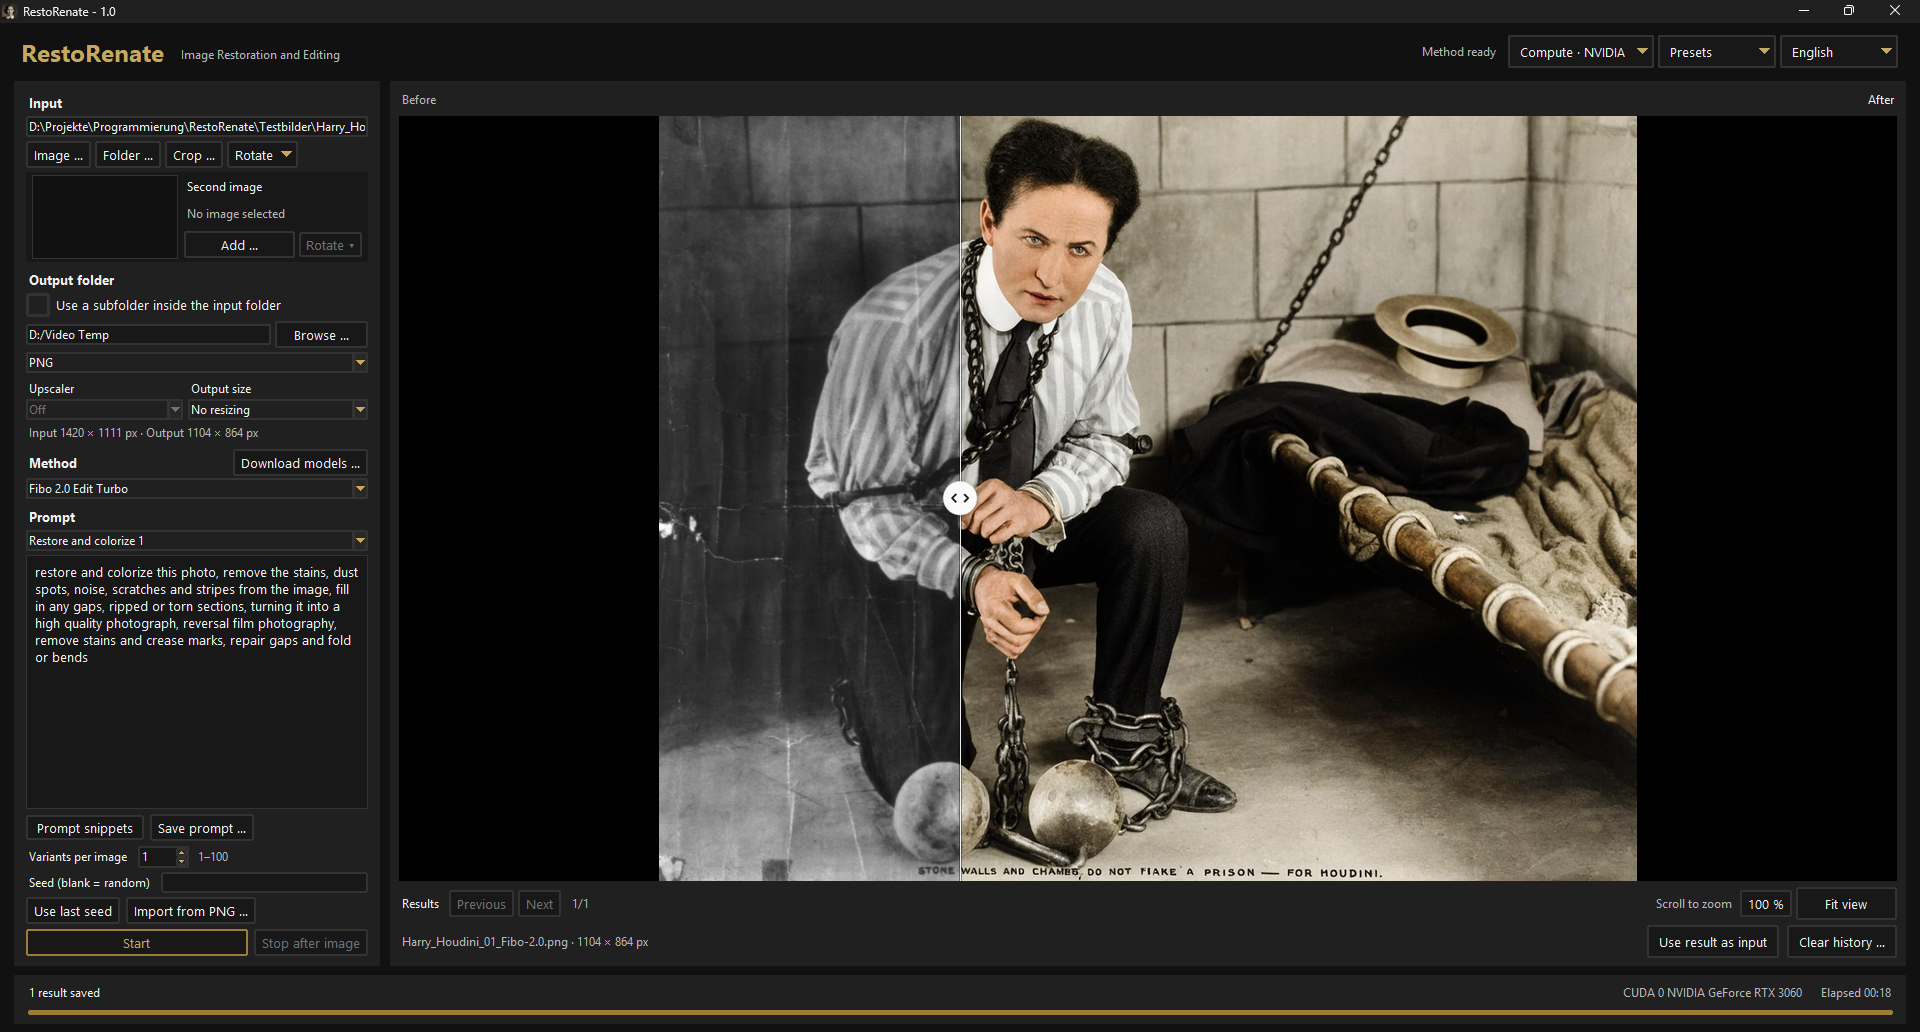 RestoRenate - 1.0
RestoRenate
Image Restoration and Editing
Method ready
Compute · NVIDIA
Presets
English
Input
D:\Projekte\Programmierung\RestoRenate\Testbilder\Harry_Ho
Image ...
Folder ...
Crop ...
Rotate
Second image
No image selected
Add ...
Rotate
Output folder
Use a subfolder inside the input folder
D:/Video Temp
Browse ...
PNG
Upscaler
Output size
Off
No resizing
Input 1420 × 1111 px · Output 1104 × 864 px
Method
Download models ...
Fibo 2.0 Edit Turbo
Prompt
Restore and colorize 1
restore and colorize this photo, remove the stains, dust
spots, noise, scratches and stripes from the image, fill
in any gaps, ripped or torn sections, turning it into a
high quality photograph, reversal film photography,
remove stains and crease marks, repair gaps and fold
or bends
Prompt snippets
Save prompt ...
Variants per image
1
1–100
Seed (blank = random)
Use last seed
Import from PNG ...
Start
Stop after image
Before
After
STONE WALLS AND DO NOT A PRISON — FOR HOUDINI.
Results
Previous
Next
1/1
Scroll to zoom
100 %
Fit view
Harry_Houdini_01_Fibo-2.0.png · 1104 × 864 px
Use result as input
Clear history ...
1 result saved
CUDA 0 NVIDIA GeForce RTX 3060
Elapsed 00:18